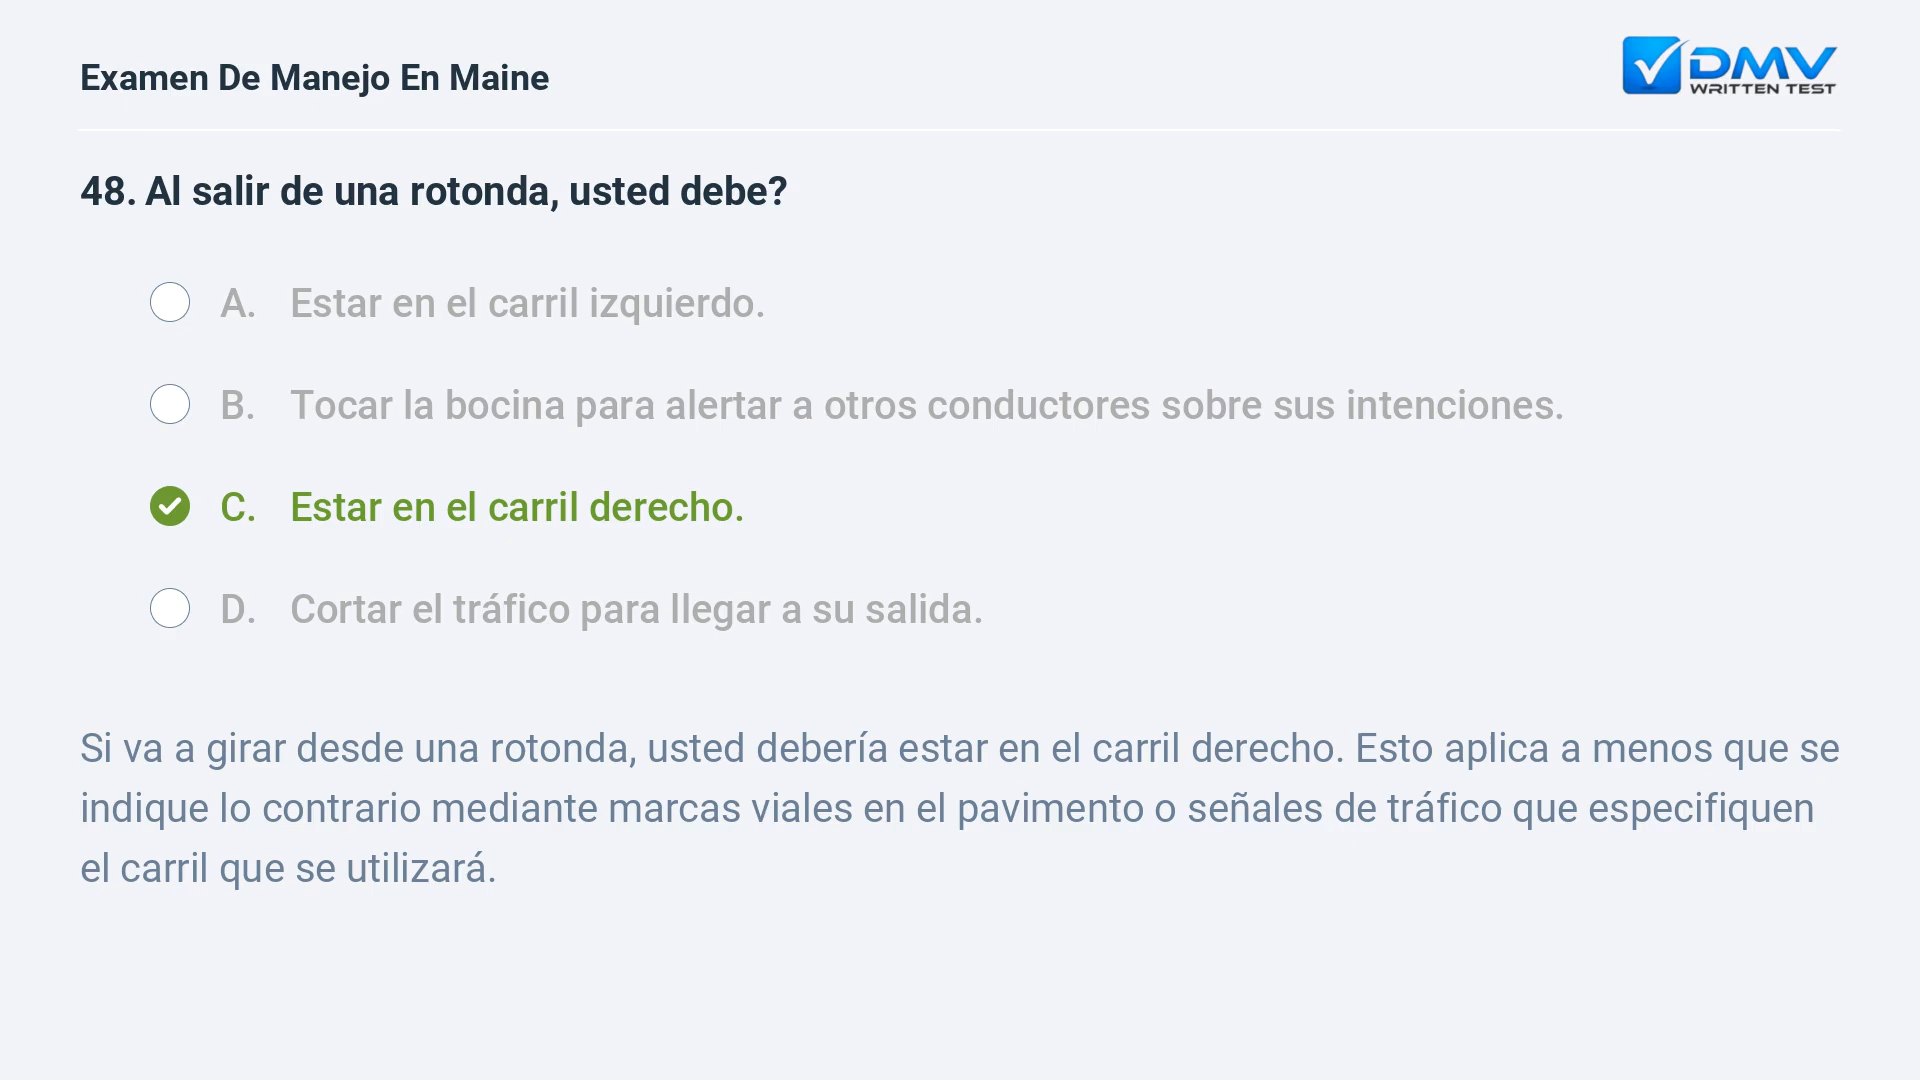 Examen De Manejo En Maine
DMV
WRITTEN TEST
48. Al salir de una rotonda, usted debe?
A. Estar en el carril izquierdo.
B. Tocar la bocina para alertar a otros conductores sobre sus intenciones.
C. Estar en el carril derecho.
D. Cortar el tráfico para llegar a su salida.
Si va a girar desde una rotonda, usted debería estar en el carril derecho. Esto aplica a menos que se
indique lo contrario mediante marcas viales en el pavimento o señales de tráfico que especifiquen
el carril que se utilizará.